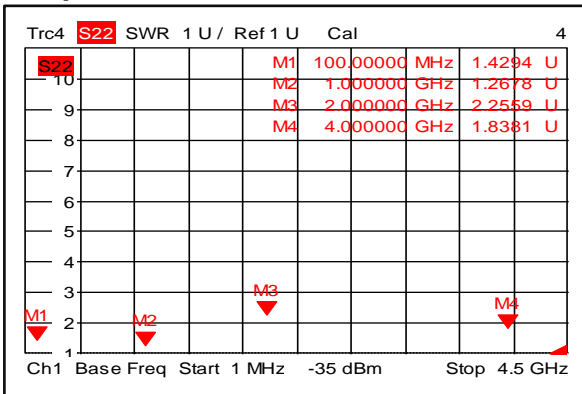 Trc4 S22 SWR 1 U / Ref 1 U Cal 4
S22
M1 100.00000 MHz 1.4294 U
M2 1.000000 GHz 1.2678 U
M3 2.000000 GHz 2.2559 U
M4 4.000000 GHz 1.8381 U
10
9
8
7
6
5
4
3
2
1
M1
M2
M3
M4
Ch1 Base Freq Start 1 MHz -35 dBm Stop 4.5 GHz